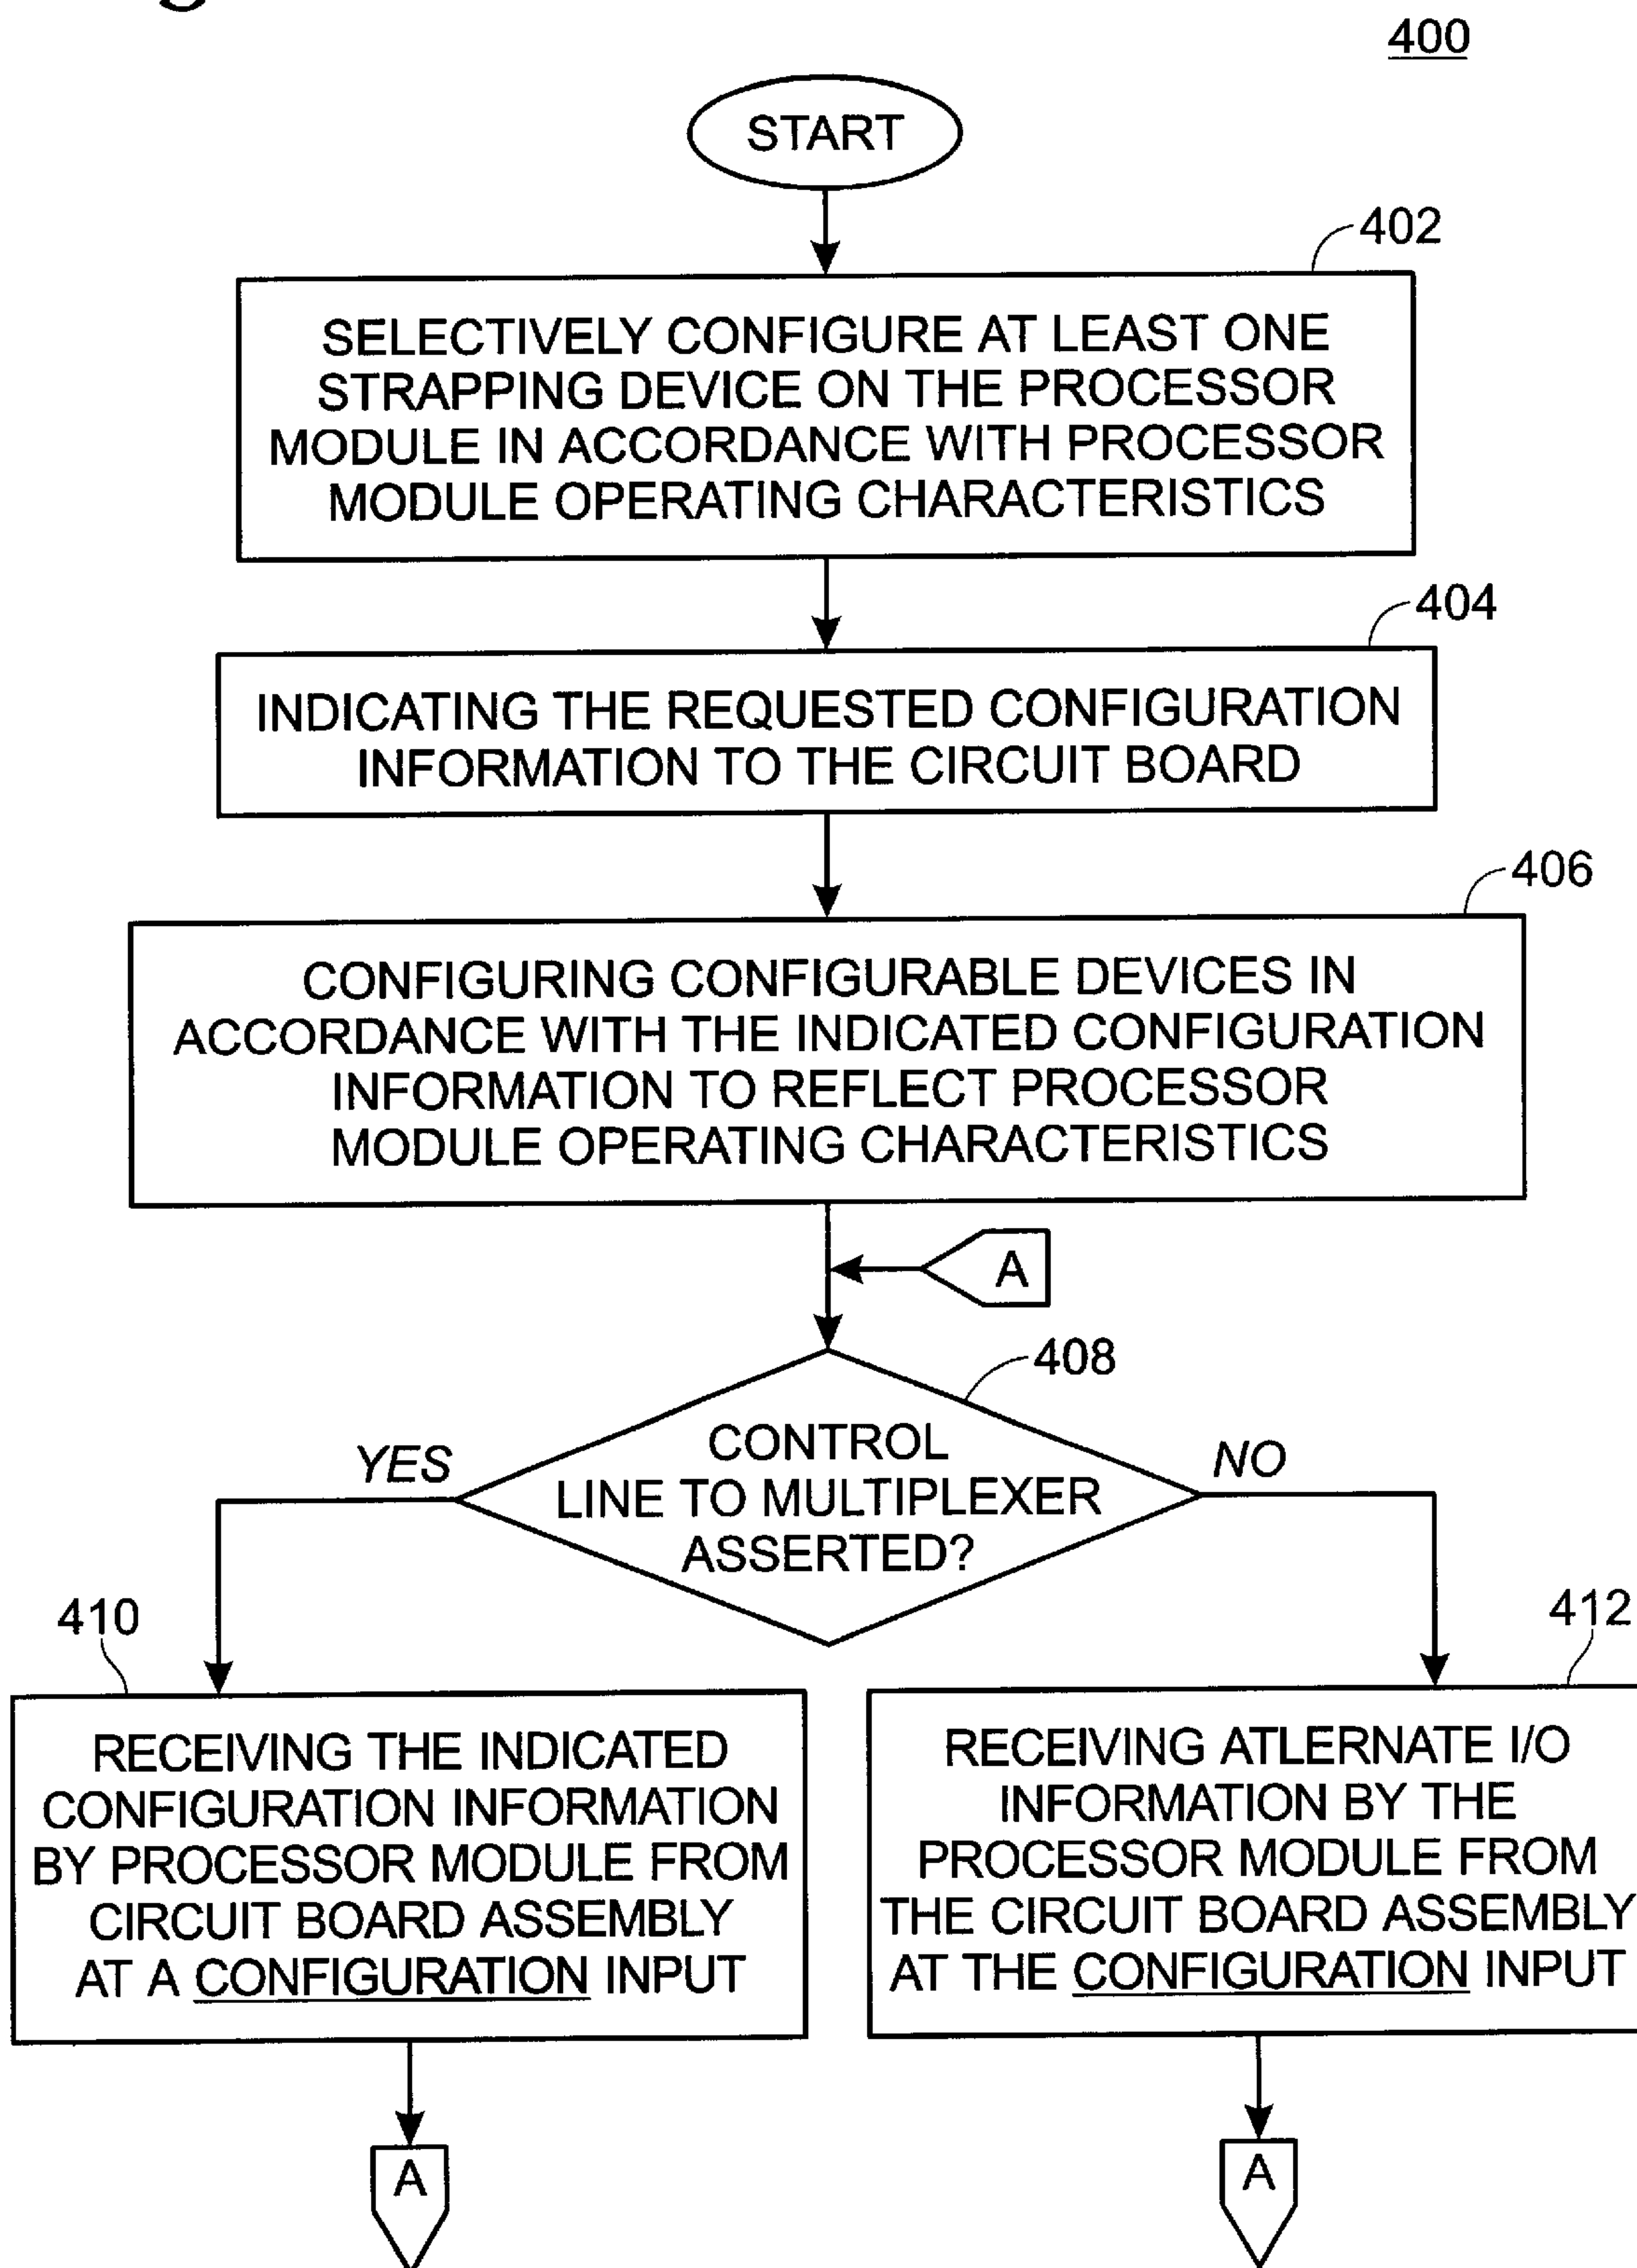 400
START
402
SELECTIVELY CONFIGURE AT LEAST ONE
STRAPPING DEVICE ON THE PROCESSOR
MODULE IN ACCORDANCE WITH PROCESSOR
MODULE OPERATING CHARACTERISTICS
404
INDICATING THE REQUESTED CONFIGURATION
INFORMATION TO THE CIRCUIT BOARD
406
CONFIGURING CONFIGURABLE DEVICES IN
ACCORDANCE WITH THE INDICATED CONFIGURATION
INFORMATION TO REFLECT PROCESSOR
MODULE OPERATING CHARACTERISTICS
A
408
CONTROL
LINE TO MULTIPLEXER
ASSERTED?
YES
NO
410
RECEIVING THE INDICATED
CONFIGURATION INFORMATION
BY PROCESSOR MODULE FROM
CIRCUIT BOARD ASSEMBLY
AT A CONFIGURATION INPUT
A
412
RECEIVING ATLERNATE I/O
INFORMATION BY THE
PROCESSOR MODULE FROM
THE CIRCUIT BOARD ASSEMBLY
AT THE CONFIGURATION INPUT
A